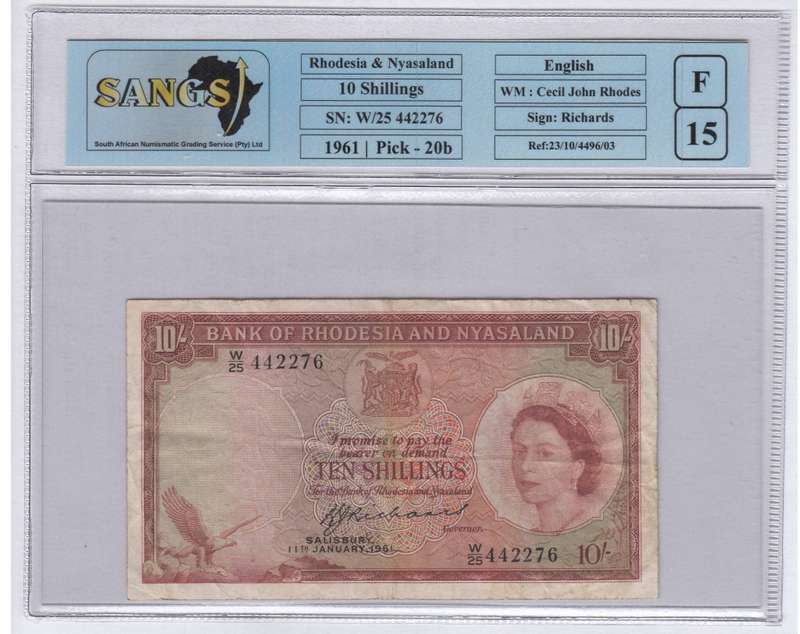 SANGS
South African Numismatic Grading Service (Pty) Ltd
Rhodesia & Nyasaland
10 Shillings
SN: W/25 442276
1961 | Pick - 20b
English
WM : Cecil John Rhodes
Sign: Richards
Ref:23/10/4496/03
F
15
10/-
BANK OF RHODESIA AND NYASALAND
10/-
W/25 442276
I promise to pay the
bearer on demand
TEN SHILLINGS
For the Bank of Rhodesia and Nyasaland
Richards
Governor.
SALISBURY,
11TH JANUARY, 1961
W/25 442276 10/-